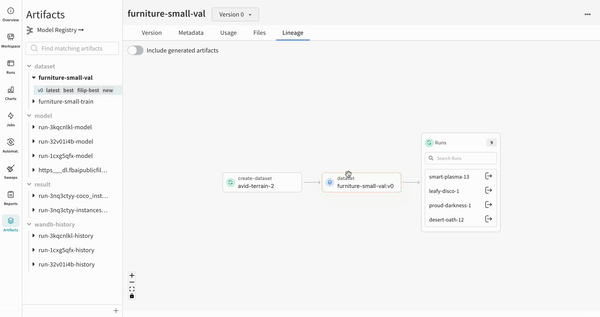 Overview
Workspace
Runs
Charts
Jobs
Automat..
Sweeps
Reports
Artifacts
Artifacts
Model Registry →
Find matching artifacts
dataset
furniture-small-val
v0 latest best filip-best new
furniture-small-train
model
run-3kqcnlkl-model
run-32v01i4b-model
run-1cxg5qfx-model
https___dl.fbaipublicfil...
result
run-3nq3ctyy-coco_inst...
run-3nq3ctyy-instances...
wandb-history
run-3kqcnlkl-history
run-1cxg5qfx-history
run-32v01i4b-history
furniture-small-val
Version 0
Version Metadata Usage Files Lineage
Include generated artifacts
create-dataset
avid-terrain-2
dataset
furniture-small-val:v0
Runs 9
Search Runs
smart-plasma-13
leafy-disco-1
proud-darkness-1
desert-oath-12